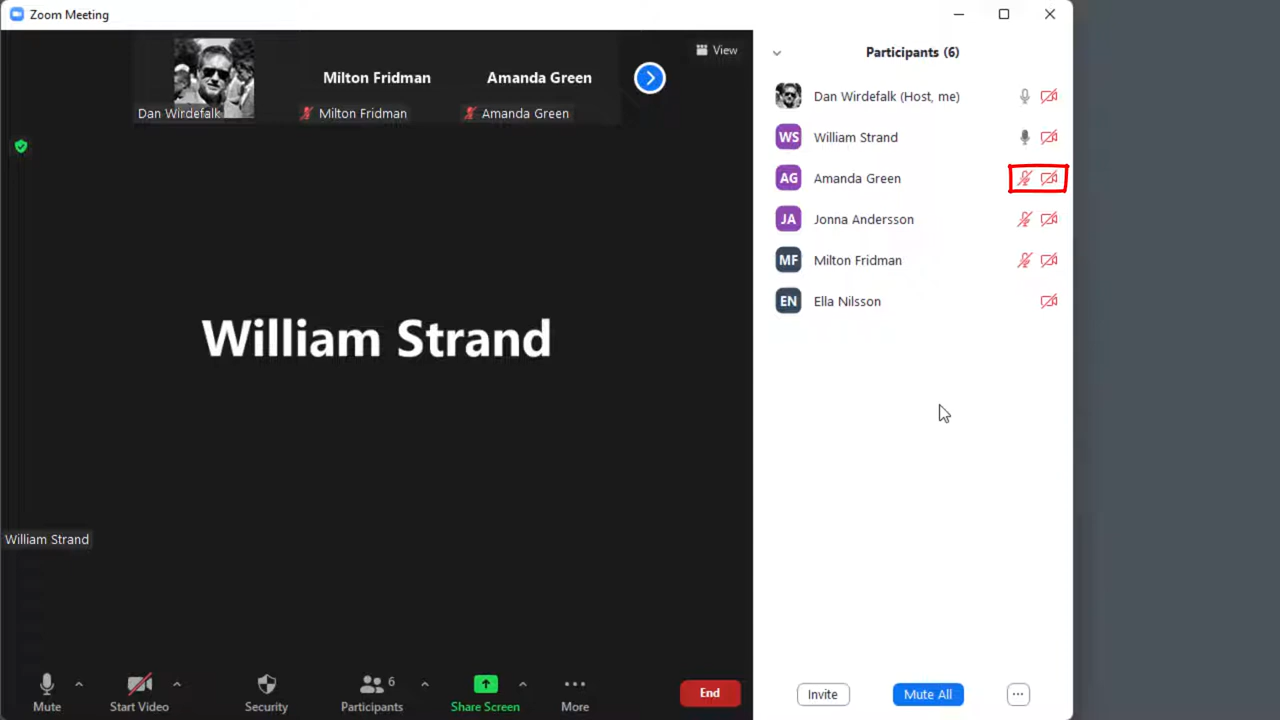 Zoom Meeting
View
Milton Fridman
Amanda Green
Dan Wirdefalk
Milton Fridman
Amanda Green
William Strand
William Strand
Participants (6)
Dan Wirdefalk (Host, me)
WS William Strand
AG Amanda Green
JA Jonna Andersson
MF Milton Fridman
EN Ella Nilsson
Mute
Start Video
Security
6
Participants
Share Screen
More
End
Invite
Mute All